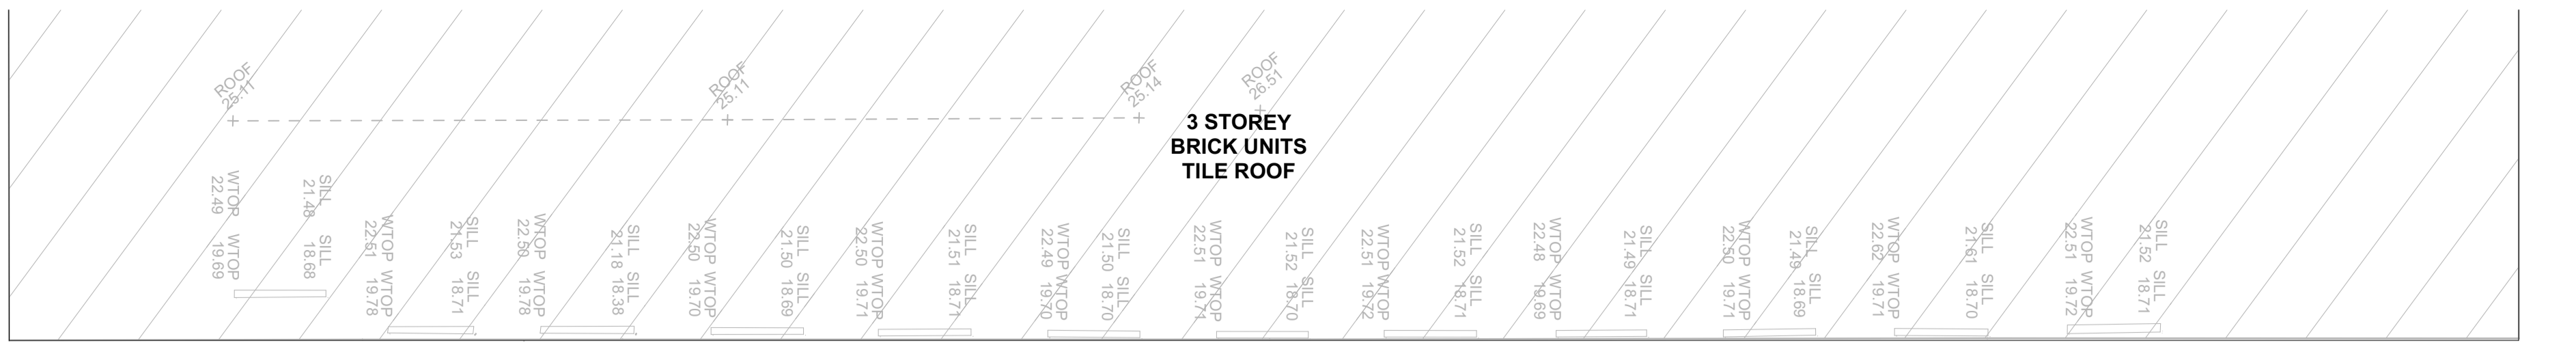 ROOF
25.11
ROOF
25.11
ROOF
25.14
ROOF
26.51
3 STOREY
BRICK UNITS
TILE ROOF
WTOP
22.49
SILL
21.48
WTOP
19.69
SILL
18.68
WTOP
22.51
SILL
21.53
WTOP
19.78
SILL
18.71
WTOP
22.50
SILL
21.18
WTOP
19.78
SILL
18.38
WTOP
22.50
SILL
21.50
WTOP
19.70
SILL
18.69
WTOP
22.50
SILL
21.51
WTOP
19.71
SILL
18.71
WTOP
22.49
SILL
21.50
WTOP
19.70
SILL
18.70
WTOP
22.51
SILL
21.52
WTOP
19.71
SILL
18.70
WTOP
22.51
SILL
21.52
WTOP
19.72
SILL
18.71
WTOP
22.48
SILL
21.49
WTOP
19.69
SILL
18.71
WTOP
22.50
SILL
21.49
WTOP
19.71
SILL
18.69
WTOP
22.62
SILL
21.61
WTOP
19.71
SILL
18.70
WTOP
22.51
SILL
21.52
WTOP
19.72
SILL
18.71